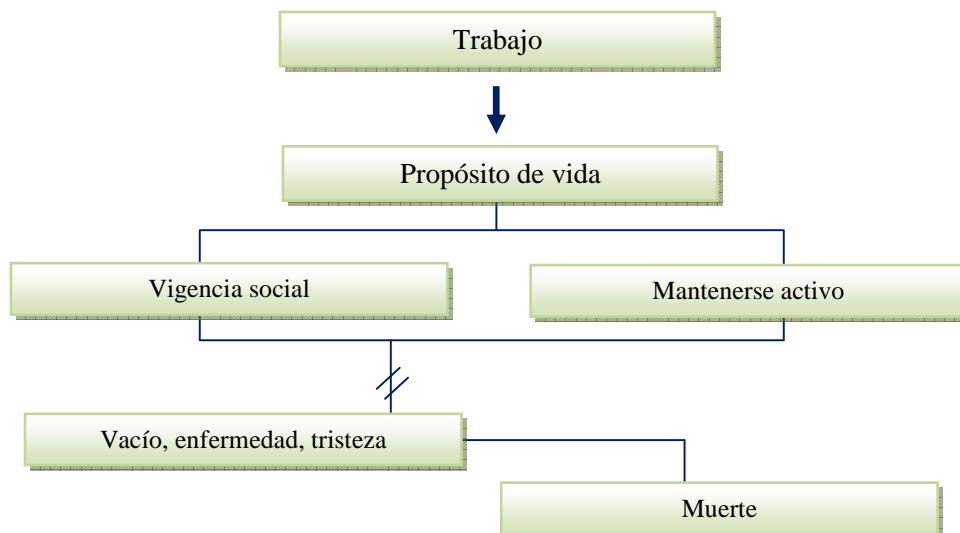 Trabajo
Propósito de vida
Vigencia social
Mantenerse activo
Vacío, enfermedad, tristeza
Muerte